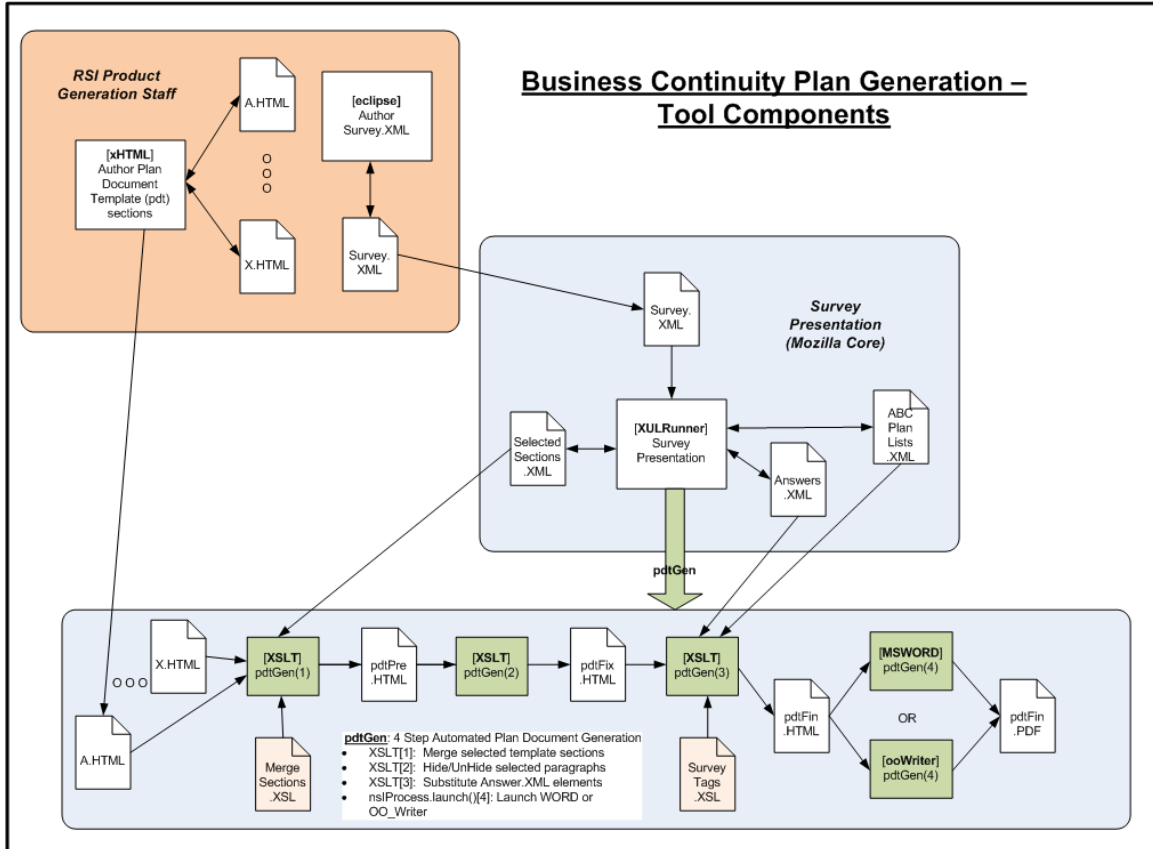 Business Continuity Plan Generation –
Tool Components
RSI Product
Generation Staff
A.HTML
[eclipse]
Author
Survey.XML
[xHTML]
Author Plan
Document
Template (pdt)
sections
O
O
O
X.HTML
Survey.
XML
Survey
Presentation
(Mozilla Core)
Survey.
XML
Selected
Sections
.XML
[XULRunner]
Survey
Presentation
ABC
Plan
Lists
.XML
Answers
.XML
pdtGen
X.HTML
O O O
A.HTML
[XSLT]
pdtGen(1)
pdtPre
.HTML
[XSLT]
pdtGen(2)
pdtFix
.HTML
[XSLT]
pdtGen(3)
pdtFin
.HTML
[MSWORD]
pdtGen(4)
OR
[ooWriter]
pdtGen(4)
pdtFin
.PDF
Merge
Sections
.XSL
pdtGen: 4 Step Automated Plan Document Generation
• XSLT[1]: Merge selected template sections
• XSLT[2]: Hide/UnHide selected paragraphs
• XSLT[3]: Substitute Answer.XML elements
• nsIProcess.launch()[4]: Launch WORD or
OO_Writer
Survey
Tags
.XSL